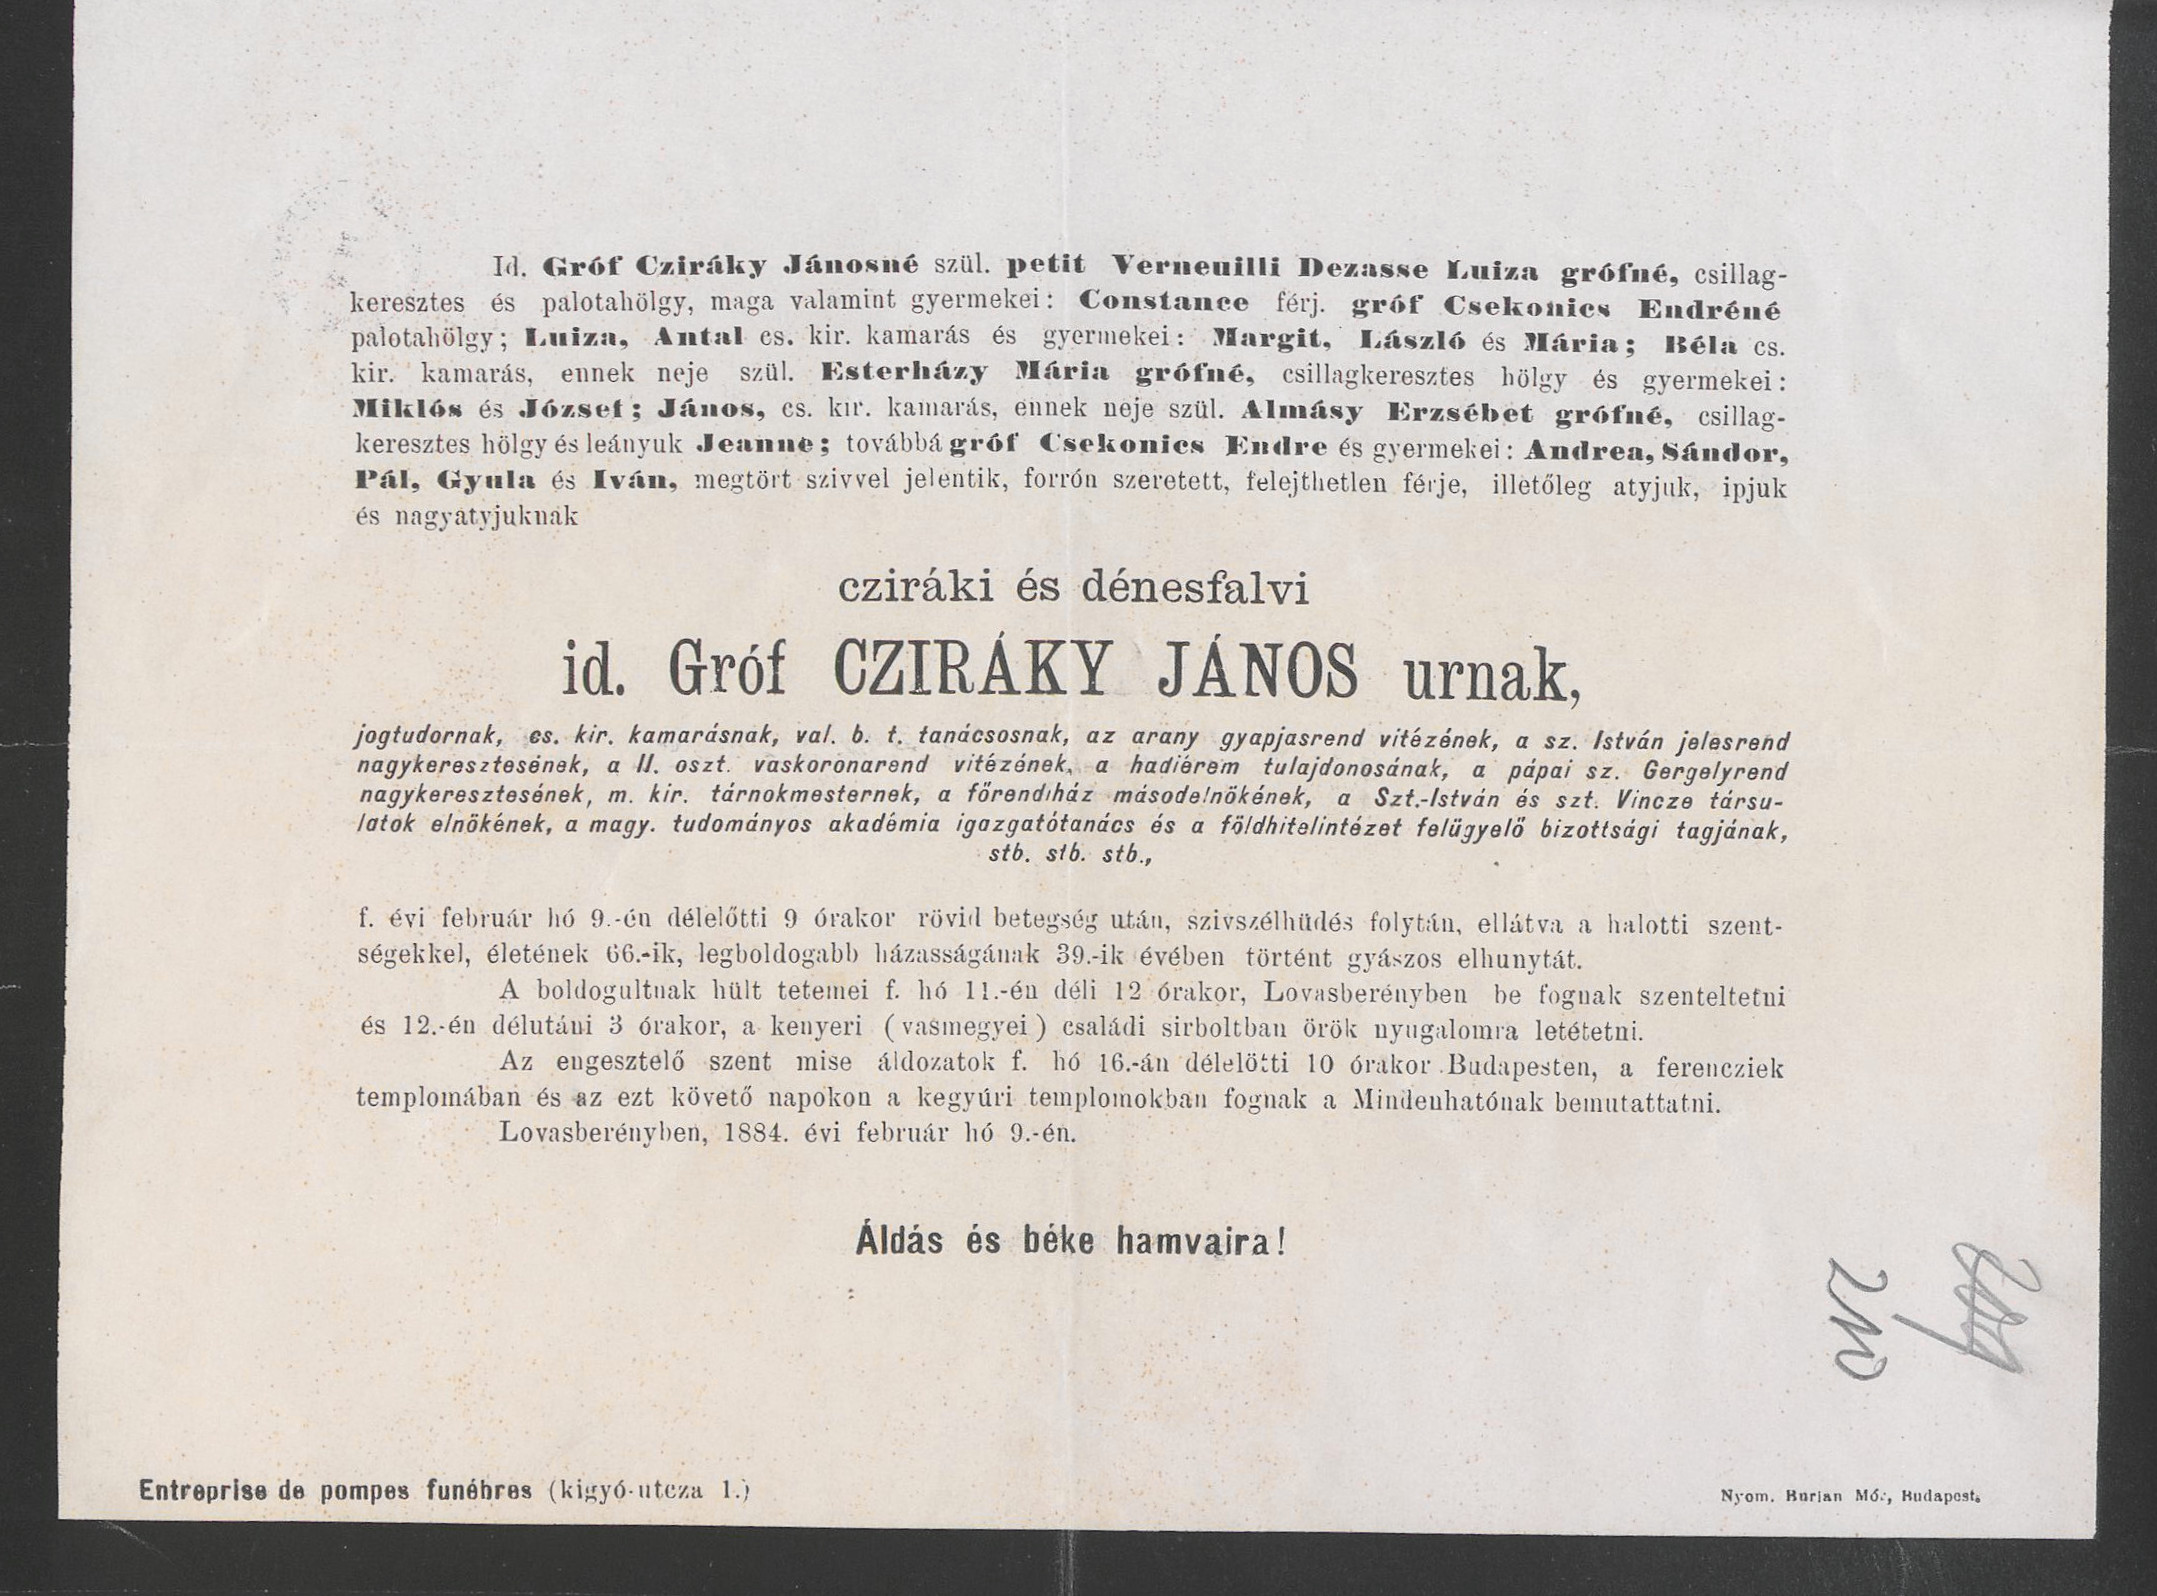 Id. Gróf Cziráky Jánosné szül. petit Verneuilli Dezasse Luiza grófné, csillag-
keresztes és palotahölgy, maga valamint gyermekei: Constance férj. gróf Csekonics Endréné
palotahölgy; Luiza, Antal cs. kir. kamarás és gyermekei: Margit, László és Mária; Béla cs.
kir. kamarás, ennek neje szül. Esterházy Mária grófné, csillagkeresztes hölgy és gyermekei:
Miklós és József; János, cs. kir. kamarás, ennek neje szül. Almásy Erzsébet grófné, csillag-
keresztes hölgy és leányuk Jeanne; továbbá gróf Csekonics Endre és gyermekei: Andrea, Sándor,
Pál, Gyula és Iván, megtört szivvel jelentik, forrón szeretett, felejthetlen férje, illetőleg atyjuk, ipjuk
és nagyatyjuknak
cziráki és dénesfalvi
id. Gróf CZIRÁKY JÁNOS urnak,
jogtudornak, cs. kir. kamarásnak, val. b. t. tanácsosnak, az arany gyapjasrend vitézének, a sz. István jelesrend
nagykeresztesének, a II. oszt. vaskoronarend vitézének, a hadiérem tulajdonosának, a pápai sz. Gergelyrend
nagykeresztesének, m. kir. tárnokmesternek, a főrendiház másodelnökének, a Szt.-István és szt. Vincze társu-
latok elnökének, a magy. tudományos akadémia igazgatótanács és a földhitelintézet felügyelő bizottsági tagjának,
stb. stb. stb.,
f. évi február hó 9.-én délelőtti 9 órakor rövid betegség után, szivszélhüdés folytán, ellátva a halotti szent-
ségekkel, életének 66.-ik, legboldogabb házasságának 39.-ik évében történt gyászos elhunytát.
A boldogultnak hült tetemei f. hó 11.-én déli 12 órakor, Lovasberényben be fognak szenteltetni
és 12.-én délutáni 3 órakor, a kenyeri (vasmegyei) családi sirboltban örök nyugalomra letétetni.
Az engesztelő szent mise áldozatok f. hó 16.-án délelőtti 10 órakor Budapesten, a ferencziek
templomában és az ezt követő napokon a kegyúri templomokban fognak a Mindenhatónak bemutattatni.
Lovasberényben, 1884. évi február hó 9.-én.
Áldás és béke hamvaira!
Entreprise de pompes funébres (kigyó-utcza 1.)
Nyom. Burian Mór, Budapest.